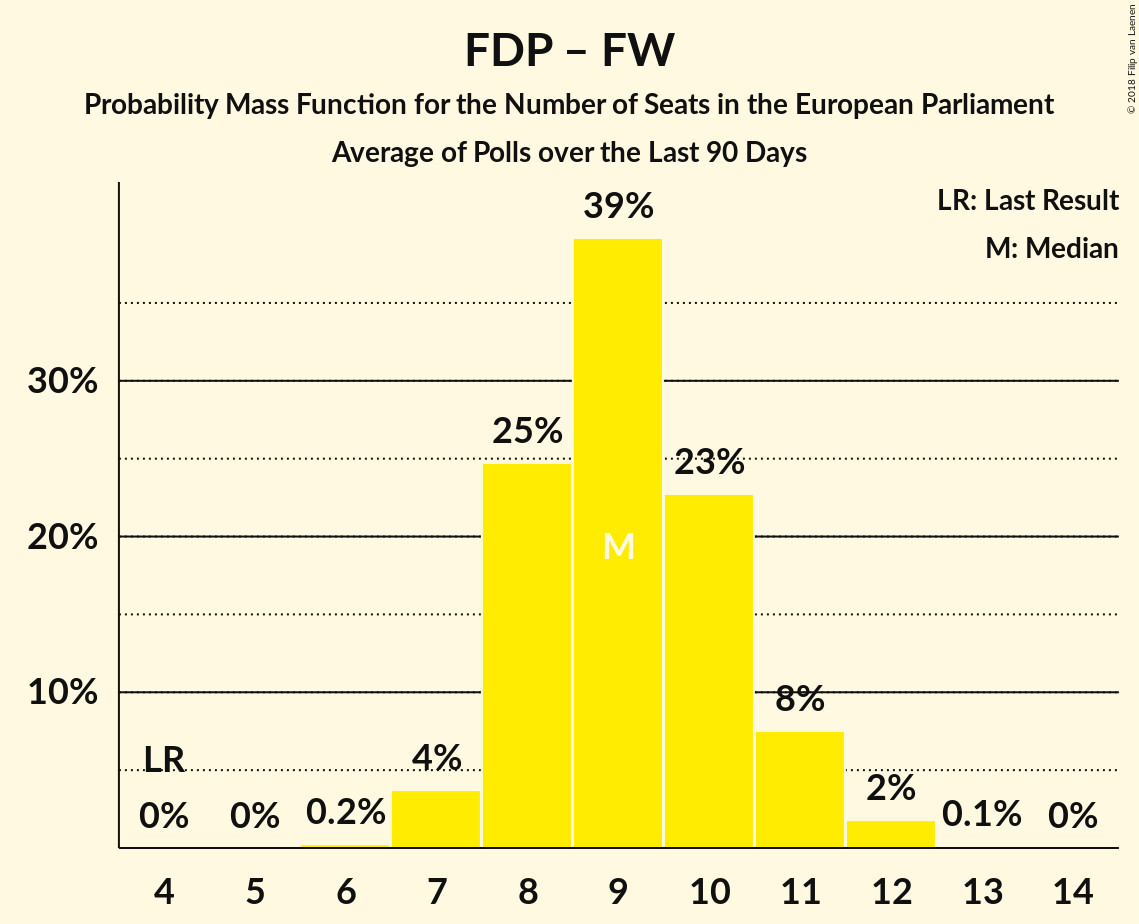 FDP – FW
Probability Mass Function for the Number of Seats in the European Parliament
Average of Polls over the Last 90 Days
© 2018 Filip van Laenen
LR: Last Result
M: Median
39%
30%
25%
23%
20%
M
10%
8%
LR
4%
2%
0%
0%
0.2%
0.1%
0%
4 5 6 7 8 9 10 11 12 13 14